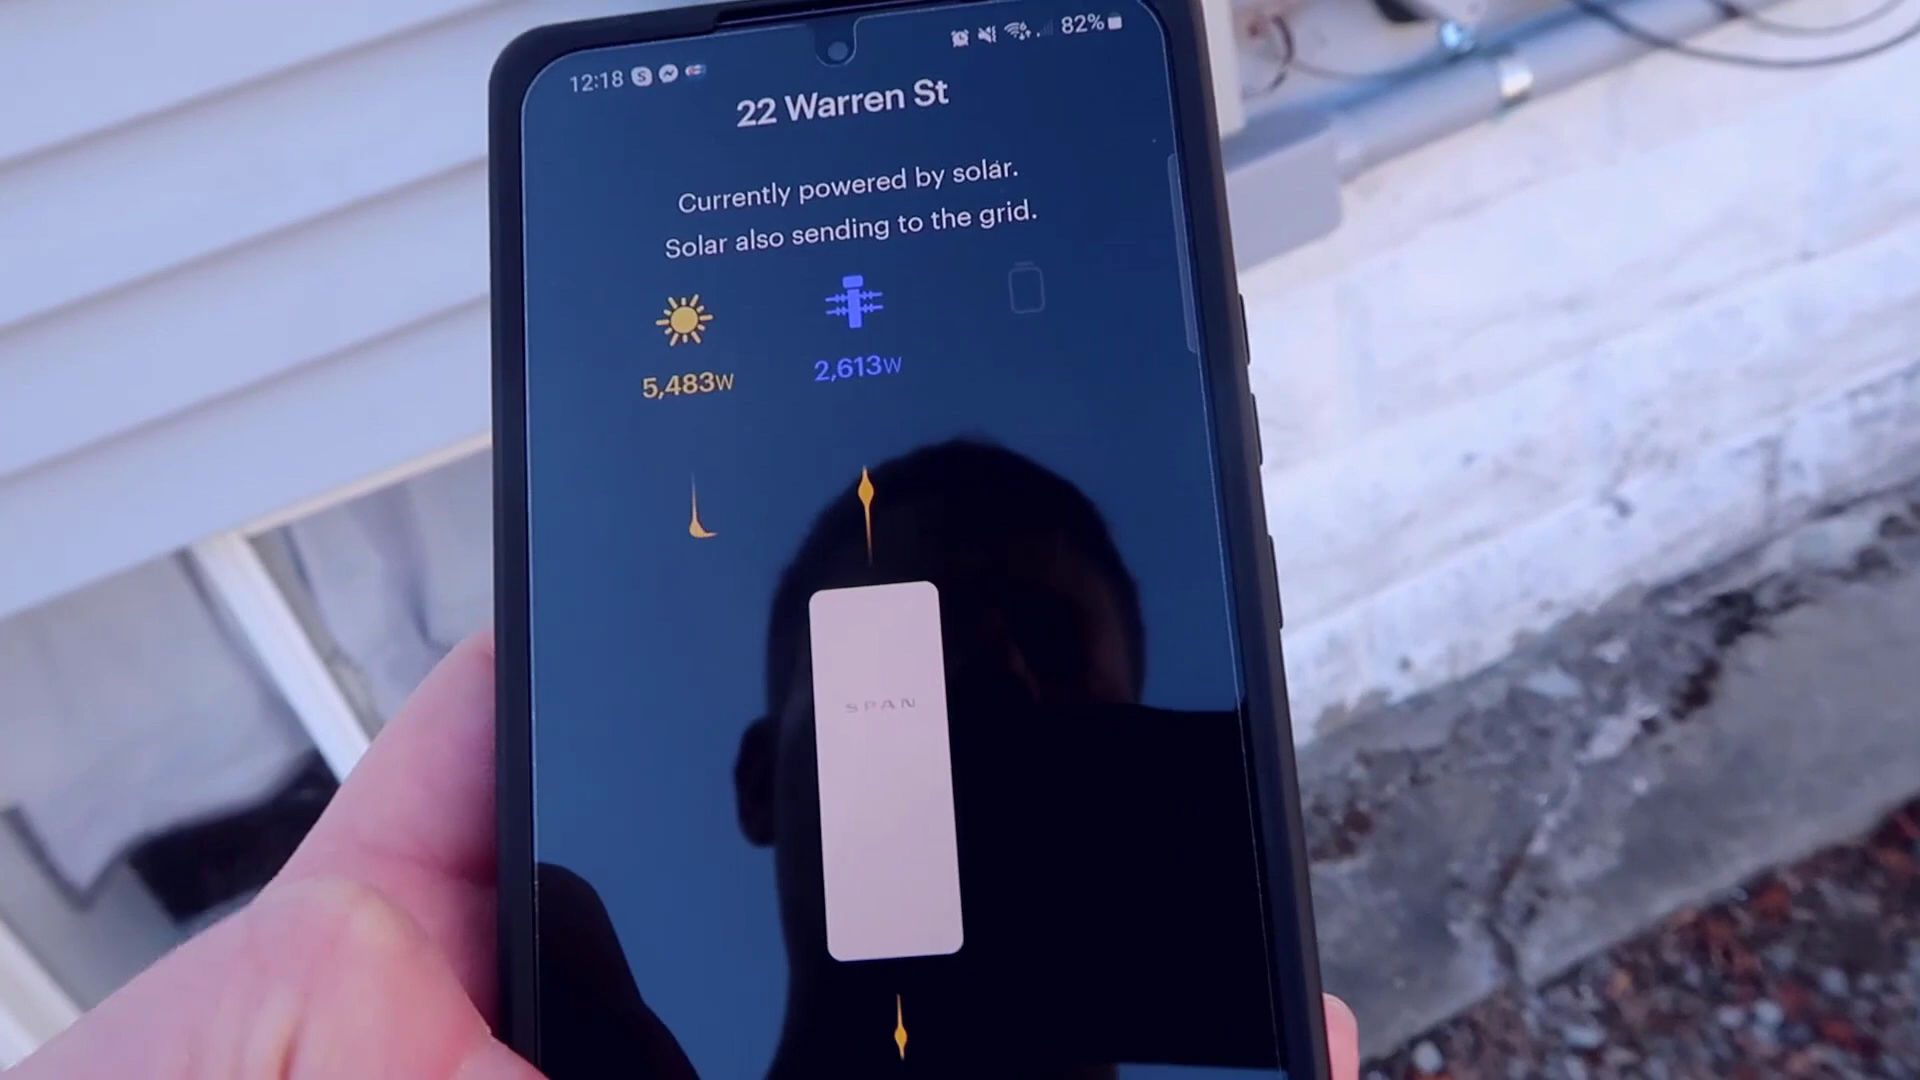 12:18
82%
22 Warren St
Currently powered by solar.
Solar also sending to the grid.
5,483W
2,613W
SPAN